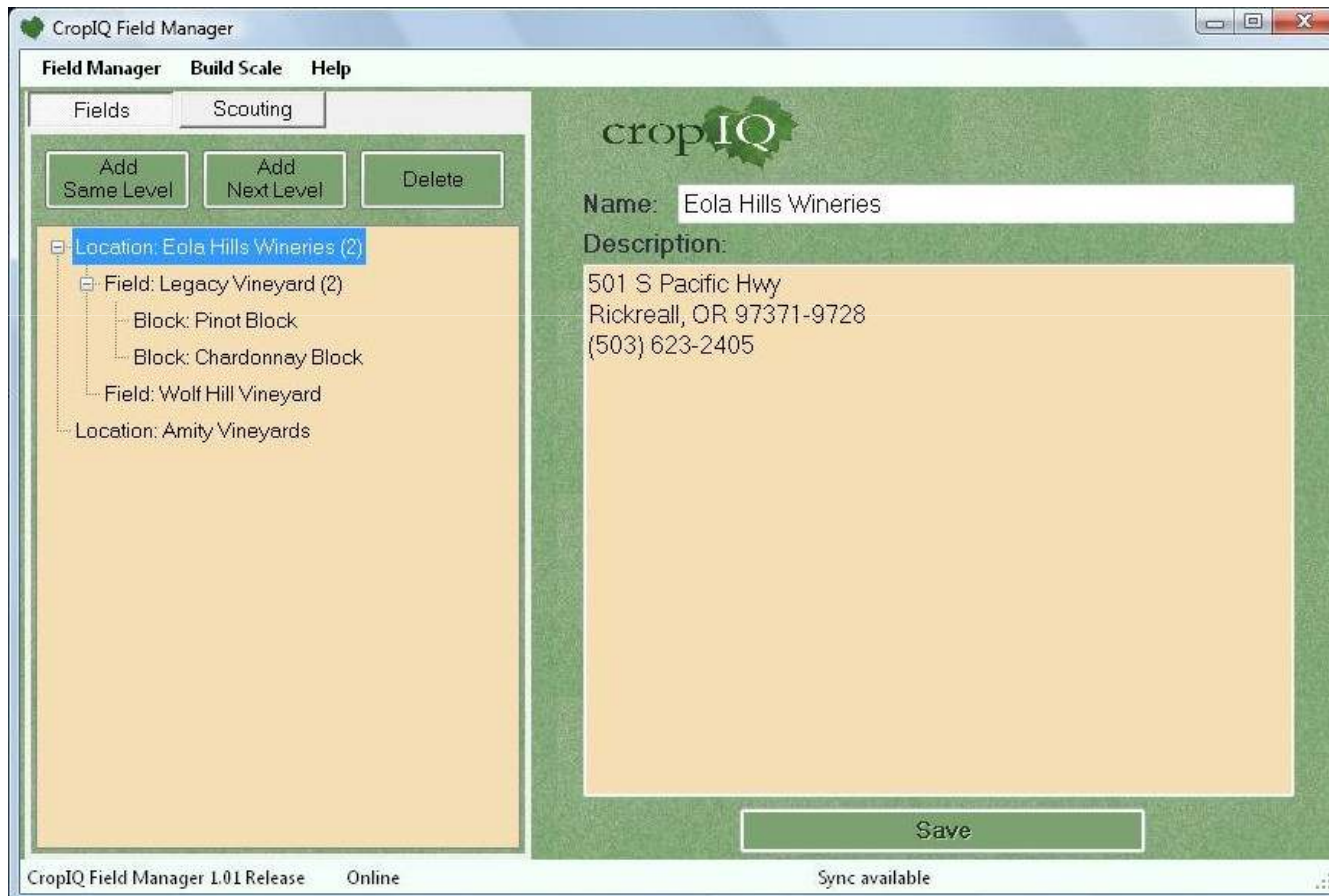 CropIQ Field Manager
Field Manager Build Scale Help
Fields Scouting
Add Same Level
Add Next Level
Delete
Location: Eola Hills Wineries (2)
Field: Legacy Vineyard (2)
Block: Pinot Block
Block: Chardonnay Block
Field: Wolf Hill Vineyard
Location: Amity Vineyards
cropIQ
Name: Eola Hills Wineries
Description:
501 S Pacific Hwy
Rickreall, OR 97371-9728
(503) 623-2405
Save
CropIQ Field Manager 1.01 Release Online Sync available